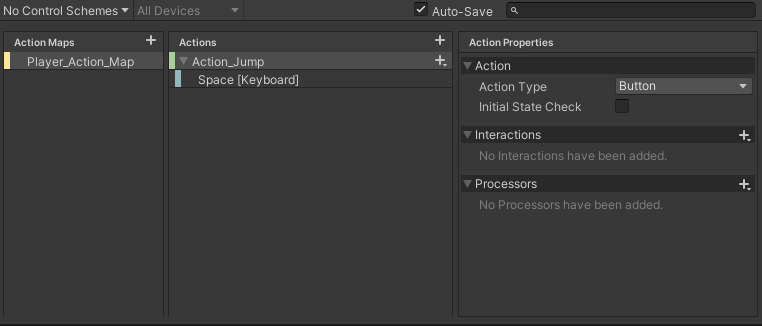 No Control Schemes All Devices Auto-Save
Action Maps
Player_Action_Map
Actions
Action_Jump
Space [Keyboard]
Action Properties
Action
Action Type Button
Initial State Check
Interactions
No Interactions have been added.
Processors
No Processors have been added.